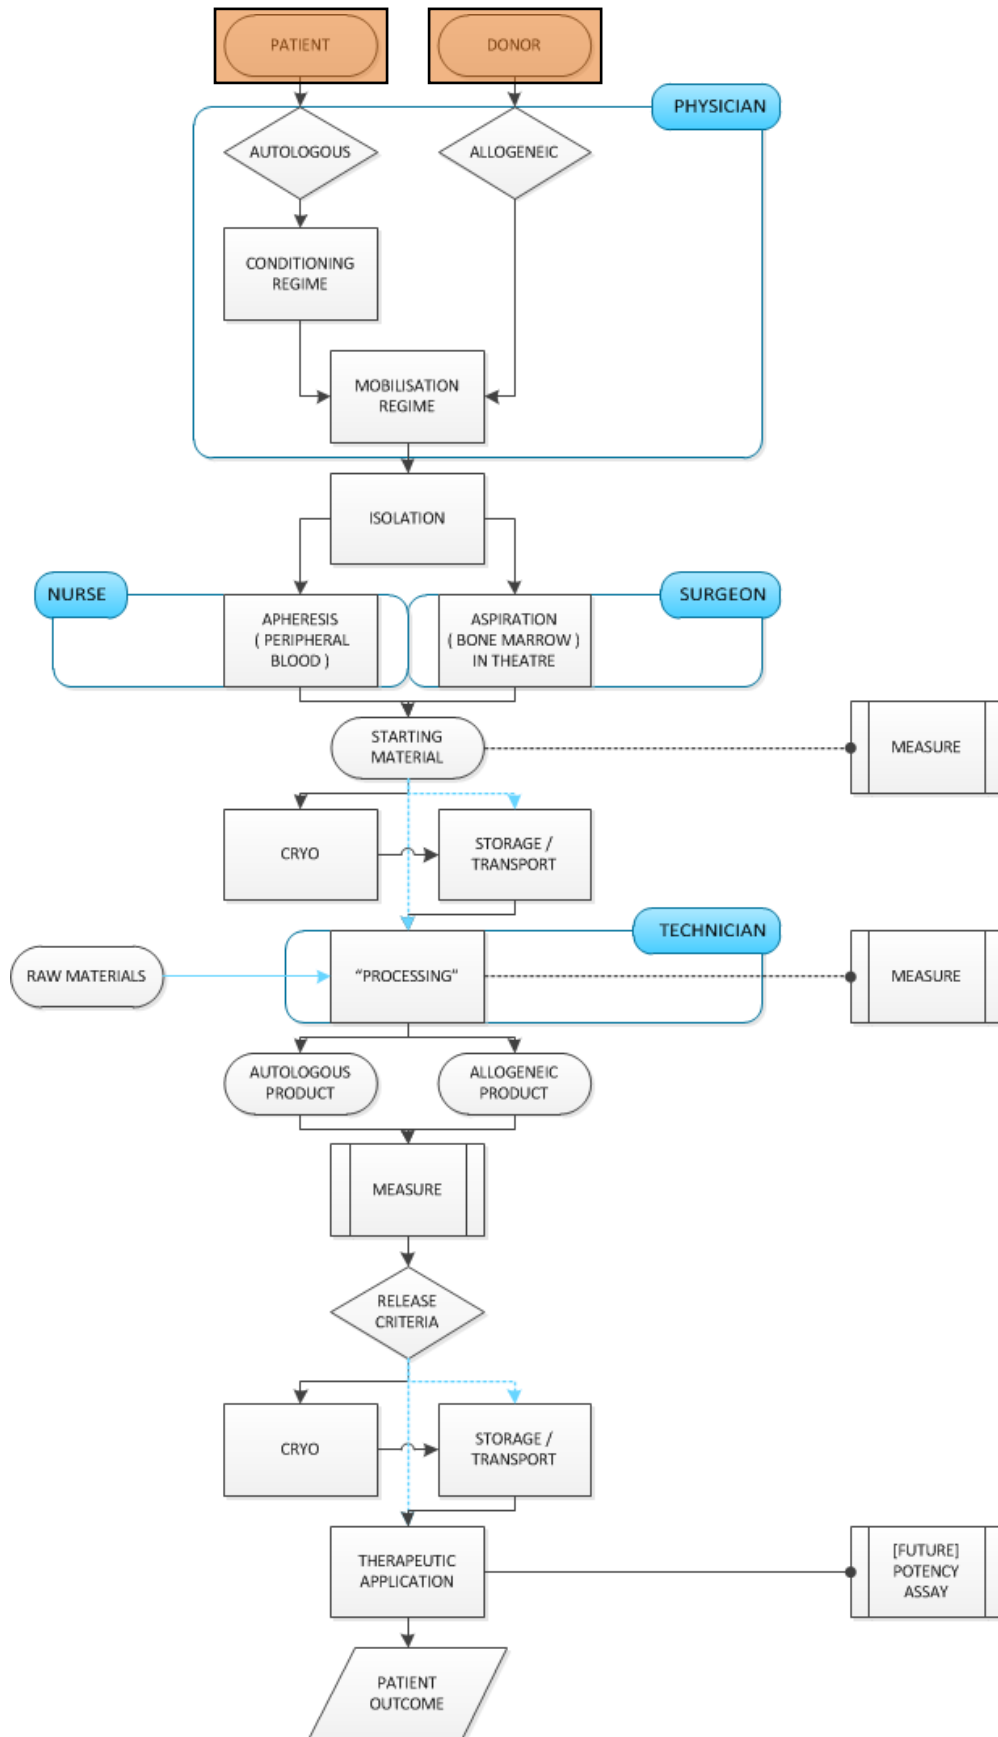 PATIENT
DONOR
PHYSICIAN
AUTOLOGOUS
ALLOGENEIC
CONDITIONING
REGIME
MOBILISATION
REGIME
ISOLATION
NURSE
SURGEON
APHERESIS
( PERIPHERAL
BLOOD )
ASPIRATION
( BONE MARROW )
IN THEATRE
STARTING
MATERIAL
MEASURE
CRYO
STORAGE /
TRANSPORT
TECHNICIAN
RAW MATERIALS
“PROCESSING”
MEASURE
AUTOLOGOUS
PRODUCT
ALLOGENEIC
PRODUCT
MEASURE
RELEASE
CRITERIA
CRYO
STORAGE /
TRANSPORT
THERAPEUTIC
APPLICATION
[FUTURE]
POTENCY
ASSAY
PATIENT
OUTCOME